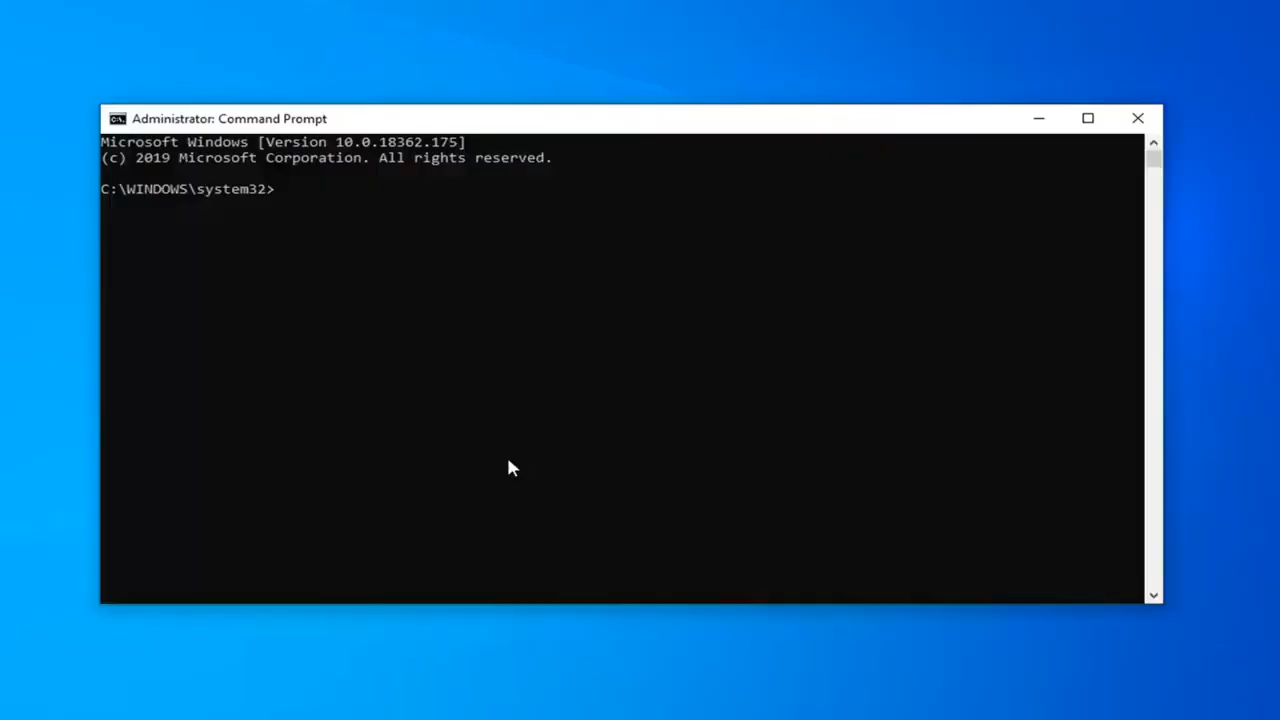 Administrator: Command Prompt
Microsoft Windows [Version 10.0.18362.175]
(c) 2019 Microsoft Corporation. All rights reserved.
C:\WINDOWS\system32>